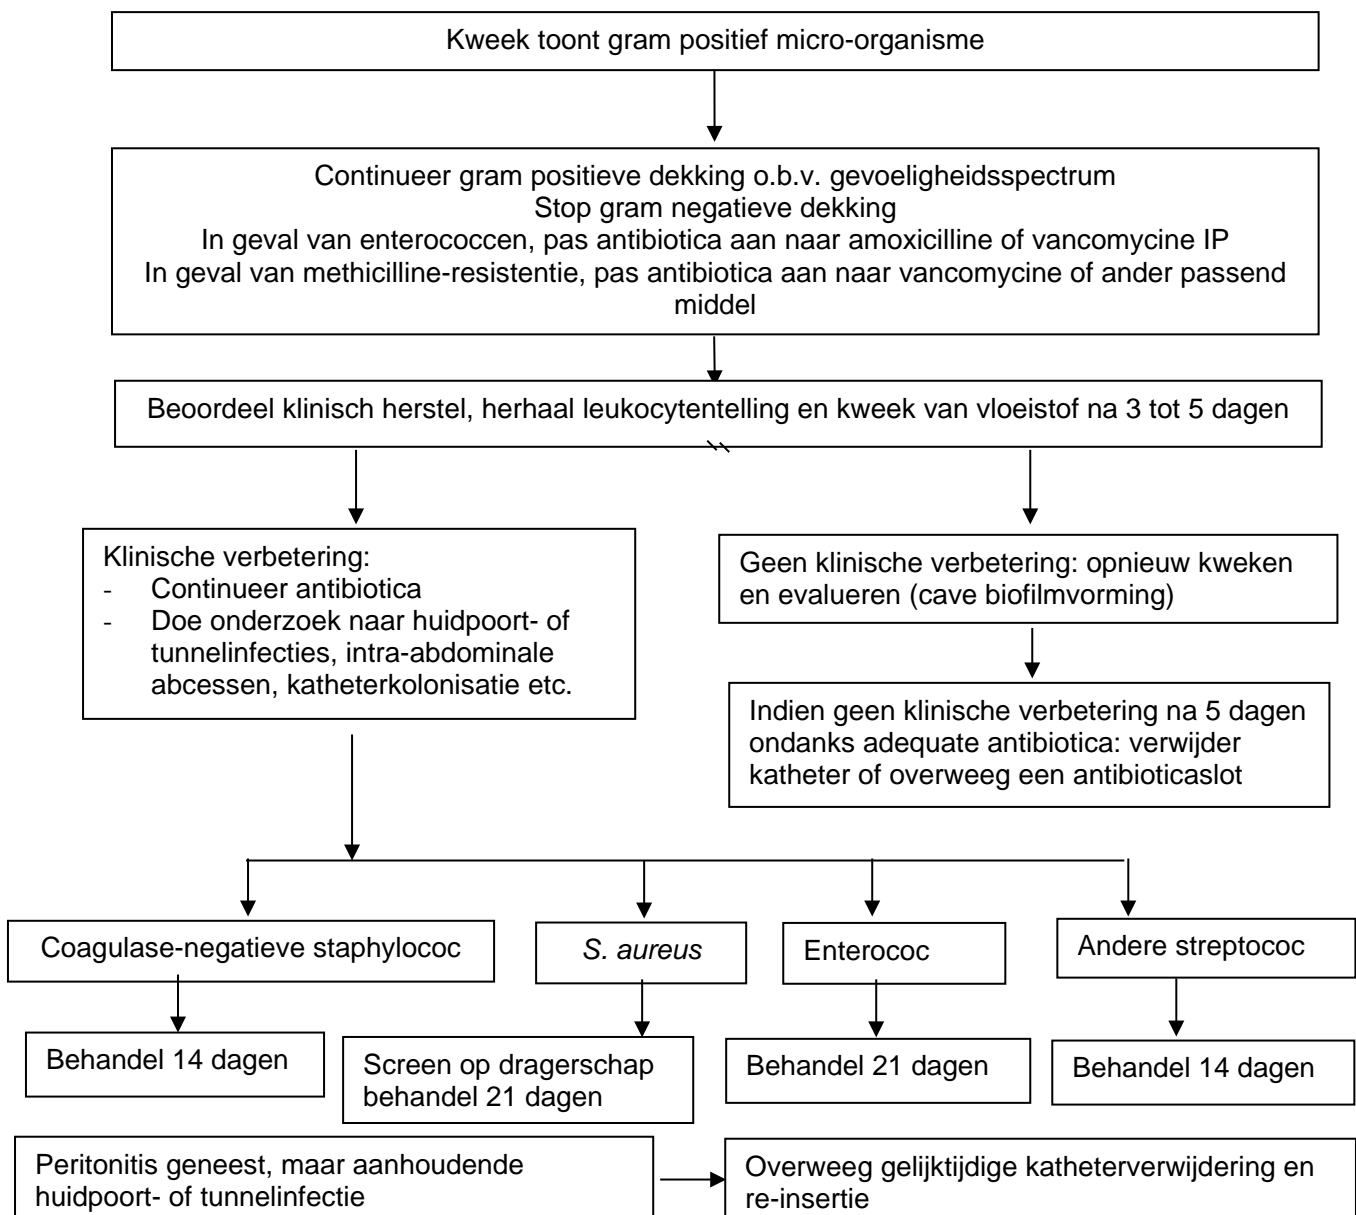 Kweek toont gram positief micro-organisme
Continueer gram positieve dekking o.b.v. gevoeligheidsspectrum
Stop gram negatieve dekking
In geval van enterococcen, pas antibiotica aan naar amoxicilline of vancomycine IP
In geval van methicilline-resistentie, pas antibiotica aan naar vancomycine of ander passend
middel
Beoordeel klinisch herstel, herhaal leukocytentelling en kweek van vloeistof na 3 tot 5 dagen
Klinische verbetering:
- Continueer antibiotica
- Doe onderzoek naar huidpoort- of
tunnelinfecties, intra-abdominale
abcessen, katheterkolonisatie etc.
Geen klinische verbetering: opnieuw kweken
en evalueren (cave biofilmvorming)
Indien geen klinische verbetering na 5 dagen
ondanks adequate antibiotica: verwijder
katheter of overweeg een antibioticaslot
Coagulase-negatieve staphylococ
S. aureus
Enterococ
Andere streptococ
Behandel 14 dagen
Screen op dragerschap
behandel 21 dagen
Behandel 21 dagen
Behandel 14 dagen
Peritonitis geneest, maar aanhoudende
huidpoort- of tunnelinfectie
Overweeg gelijktijdige katheterverwijdering en
re-insertie